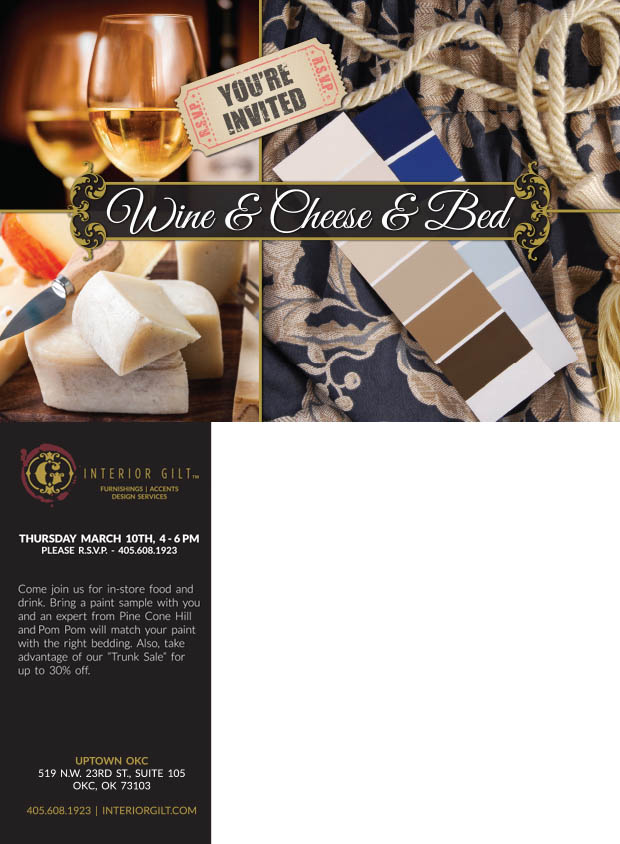 YOU'RE
INVITED
R.S.V.P.
R.S.V.P.
Wine & Cheese & Bed
G
INTERIOR GILT™
FURNISHINGS | ACCENTS
DESIGN SERVICES
THURSDAY MARCH 10TH, 4 - 6 PM
PLEASE R.S.V.P. - 405.608.1923
Come join us for in-store food and
drink. Bring a paint sample with you
and an expert from Pine Cone Hill
and Pom Pom will match your paint
with the right bedding. Also, take
advantage of our "Trunk Sale" for
up to 30% off.
UPTOWN OKC
519 N.W. 23RD ST., SUITE 105
OKC, OK 73103
405.608.1923 | INTERIORGILT.COM